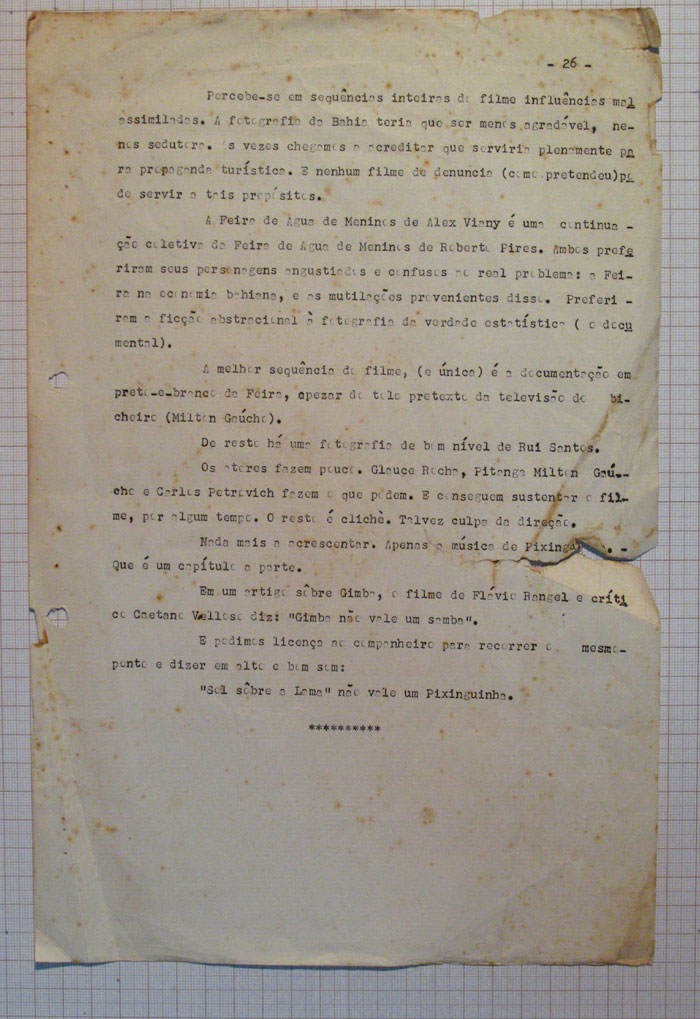 - 26 -
Percebe-se em sequências inteiras do filme influências mal
assimiladas. A fotografia da Bahia teria que ser menos agradável, me-
nos sedutora. s vezes chegamos a acreditar que serviria plenamente pa
ra propaganda turística. E nenhum filme de denuncia (como pretendeu)po
de servir a tais propósitos.
A Feira de Agua de Meninos de Alex Viany é uma continua -
ção coletiva da Feira de Agua de Meninos de Roberto Pires. Ambos prefe
riram seus personagens angustiados e confusos ao real problema: a Fei-
ra na economia bahiana, e as mutilações provenientes disso. Preferi -
ram a ficção abstracional à fotografia da verdade estatística ( o docu
mental).
A melhor sequência do filme, (e única) é a documentação em
preto-e-branco da Feira, apezar do tolo pretexto da televisão do bi-
cheiro (Milton Gaúcho).
De resto há uma fotografia de bom nível de Rui Santos.
Os atores fazem pouco. Glauce Rocha, Pitanga Milton Gaú-
cho e Carlos Petrovich fazem o que pódem. E conseguem sustentar o fil-
me, por algum tempo. O resto é clichè. Talvez culpa da direção.
Nada mais a acrescentar. Apenas a música de -
Que é um capítulo a parte.
Em um artigo sôbre Gimba, o filme de Flávio Rangel e críti
co Caetano Velloso diz: "Gimba não vale um samba".
E pedimos licença ao companheiro para recorrer mesmo-
ponto e dizer em alto e bom som:
"Sol sôbre a Lama" não vale um Pixinguinha.
**********